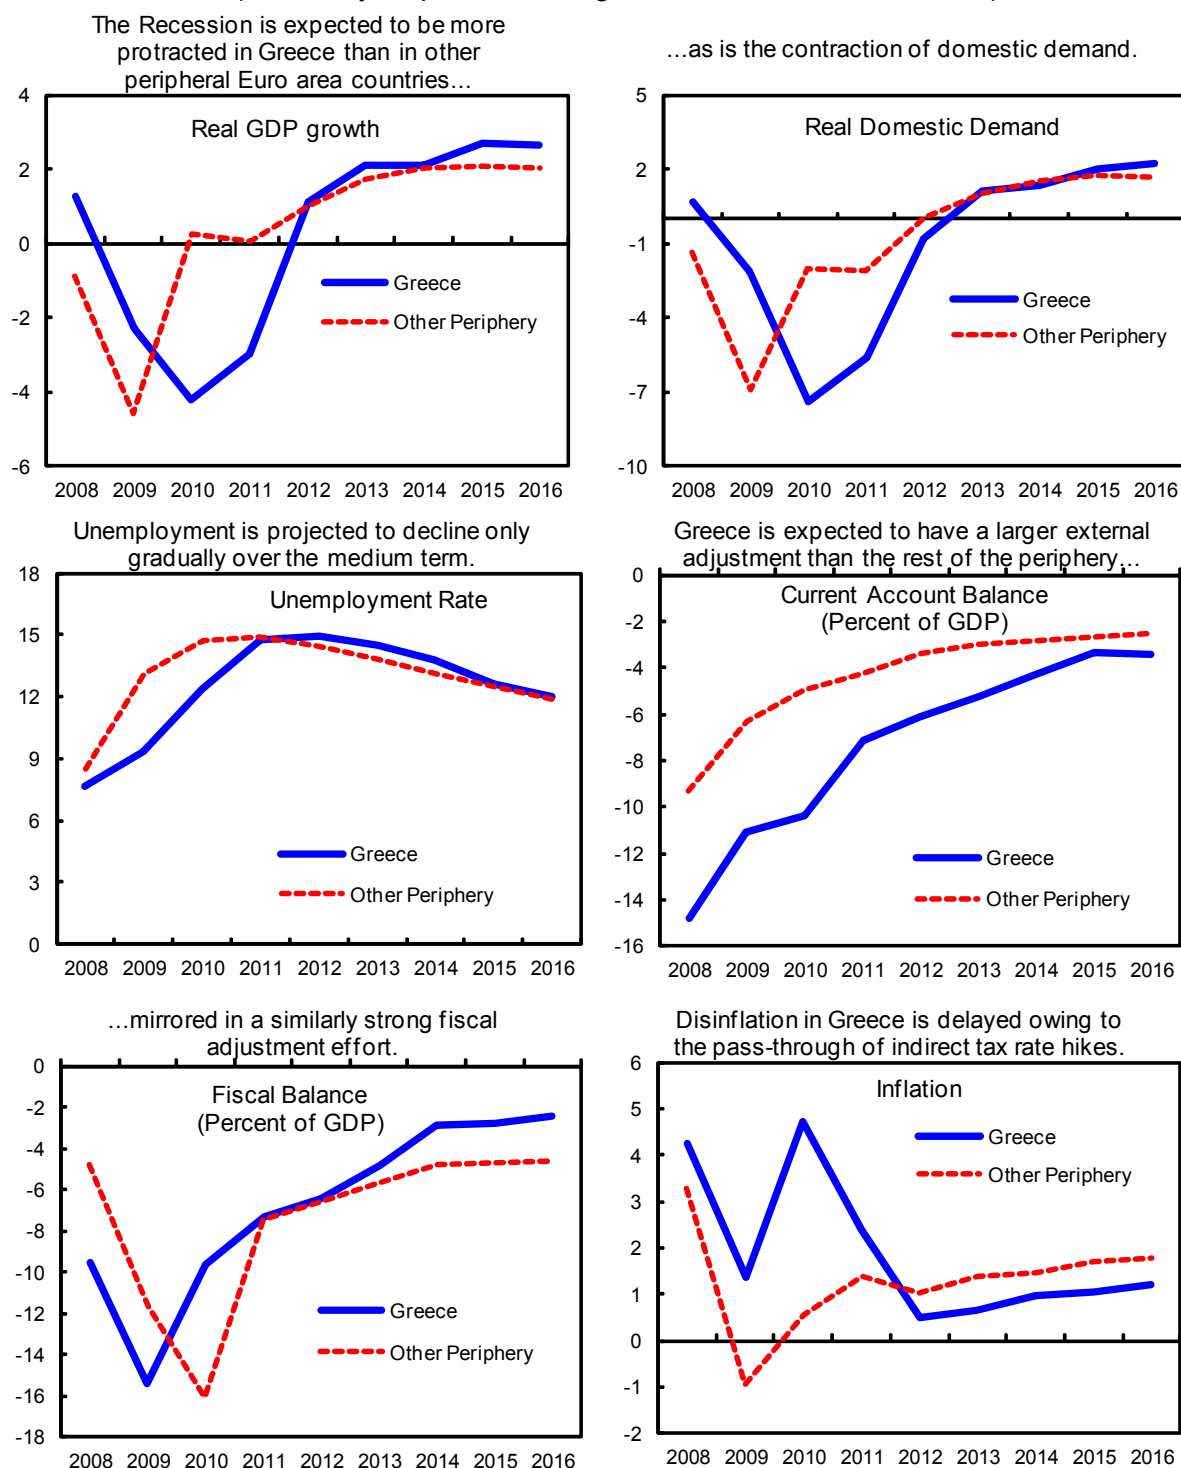 The Recession is expected to be more
protracted in Greece than in other
peripheral Euro area countries...
4
2
0
-2
-4
-6
Real GDP growth
Greece
Other Periphery
2008 2009 2010 2011 2012 2013 2014 2015 2016
...as is the contraction of domestic demand.
5
2
-1
-4
-7
-10
Real Domestic Demand
Greece
Other Periphery
2008 2009 2010 2011 2012 2013 2014 2015 2016
Unemployment is projected to decline only
gradually over the medium term.
18
15
12
9
6
3
0
Unemployment Rate
Greece
Other Periphery
2008 2009 2010 2011 2012 2013 2014 2015 2016
Greece is expected to have a larger external
adjustment than the rest of the periphery...
0
-2
-4
-6
-8
-10
-12
-14
-16
Current Account Balance
(Percent of GDP)
Greece
Other Periphery
2008 2009 2010 2011 2012 2013 2014 2015 2016
...mirrored in a similarly strong fiscal
adjustment effort.
0
-2
-4
-6
-8
-10
-12
-14
-16
-18
Fiscal Balance
(Percent of GDP)
Greece
Other Periphery
2008 2009 2010 2011 2012 2013 2014 2015 2016
Disinflation in Greece is delayed owing to
the pass-through of indirect tax rate hikes.
6
5
4
3
2
1
0
-1
-2
Inflation
Greece
Other Periphery
2008 2009 2010 2011 2012 2013 2014 2015 2016